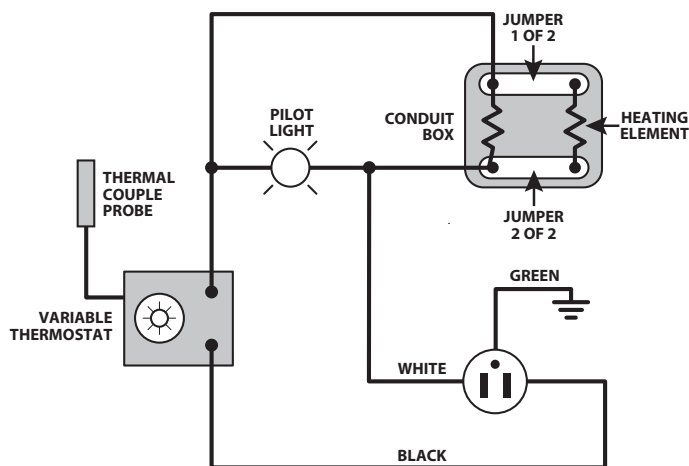 JUMPER
1 OF 2
PILOT
LIGHT
CONDUIT
BOX
HEATING
ELEMENT
THERMAL
COUPLE
PROBE
JUMPER
2 OF 2
GREEN
VARIABLE
THERMOSTAT
WHITE
BLACK